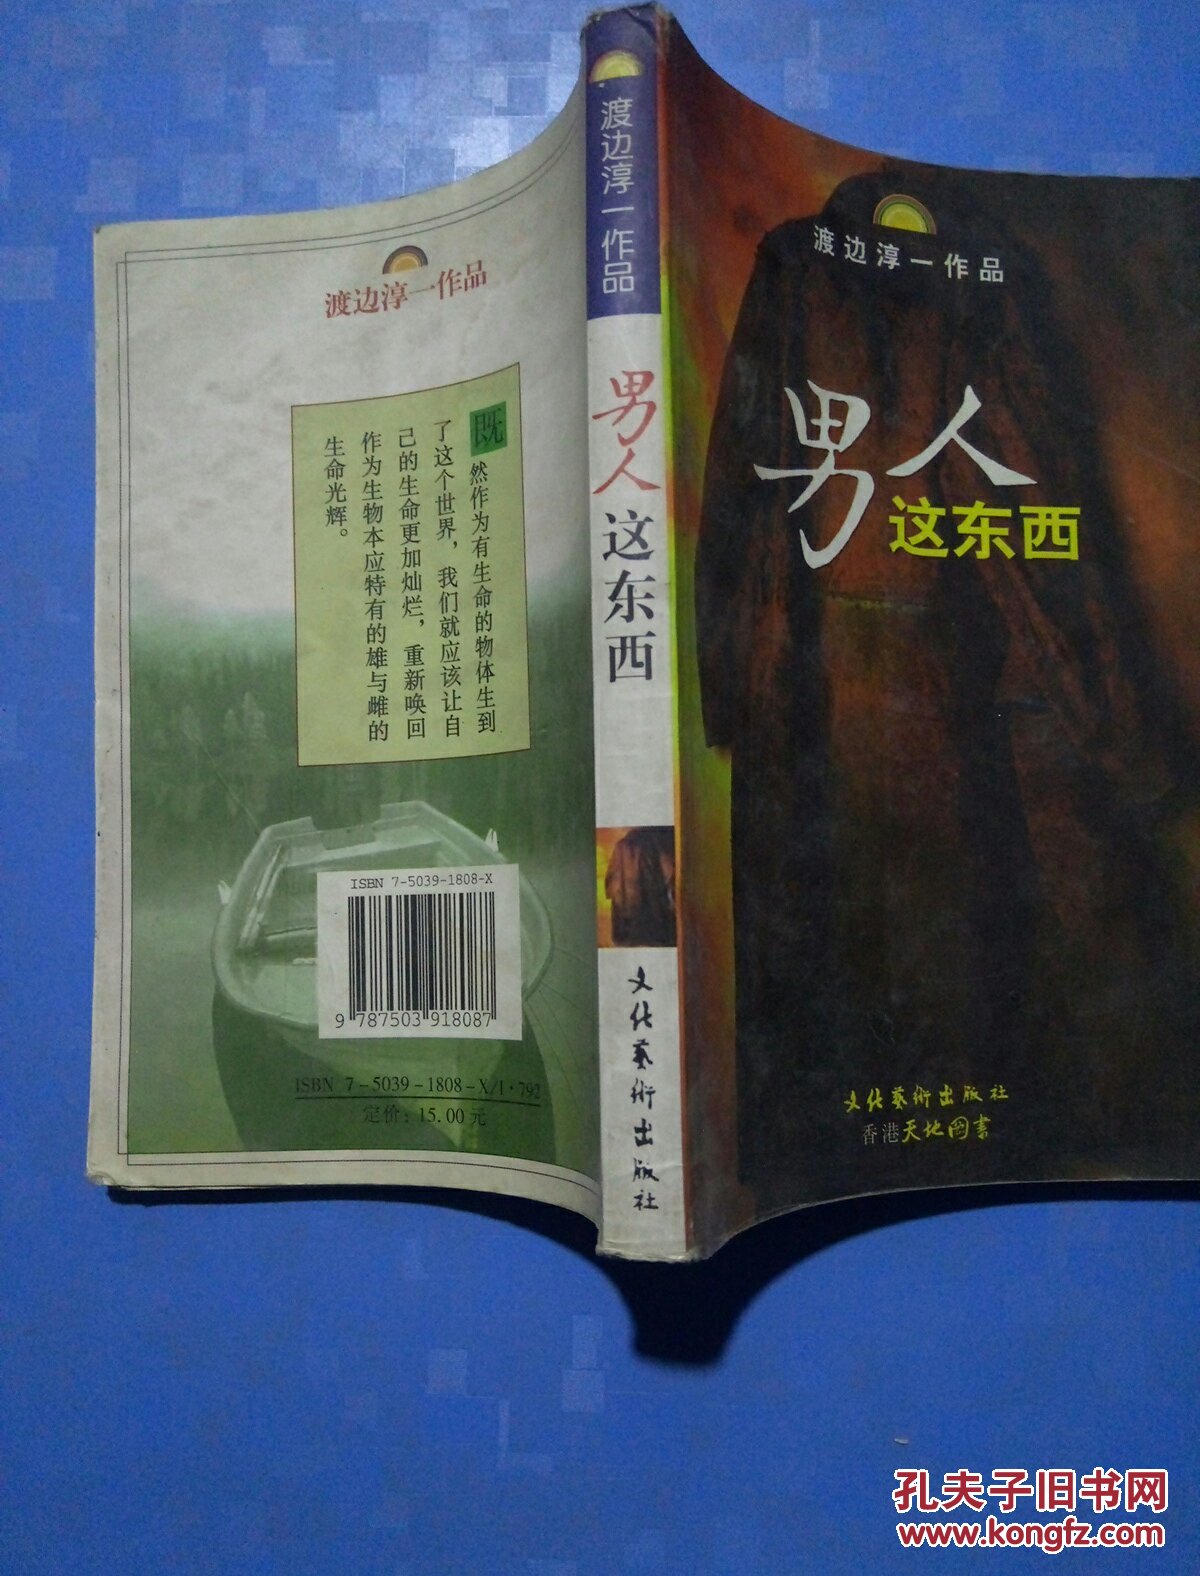 渡边淳一作品
既然作为有生命的物体生到
了这个世界，我们就应该让自
己的生命更加灿烂，重新唤回
作为生物本应特有的雄与雌的
生命光辉。
ISBN 7-5039-1808-X
9 787503 918087
ISBN 7-5039-1808-X/I·792
定价：15.00元
渡边淳一作品
男人这东西
文化艺術出版社
渡边淳一作品
男人
这东西
文化艺術出版社
香港天地圖書
孔夫子旧书网
www.kongfz.com